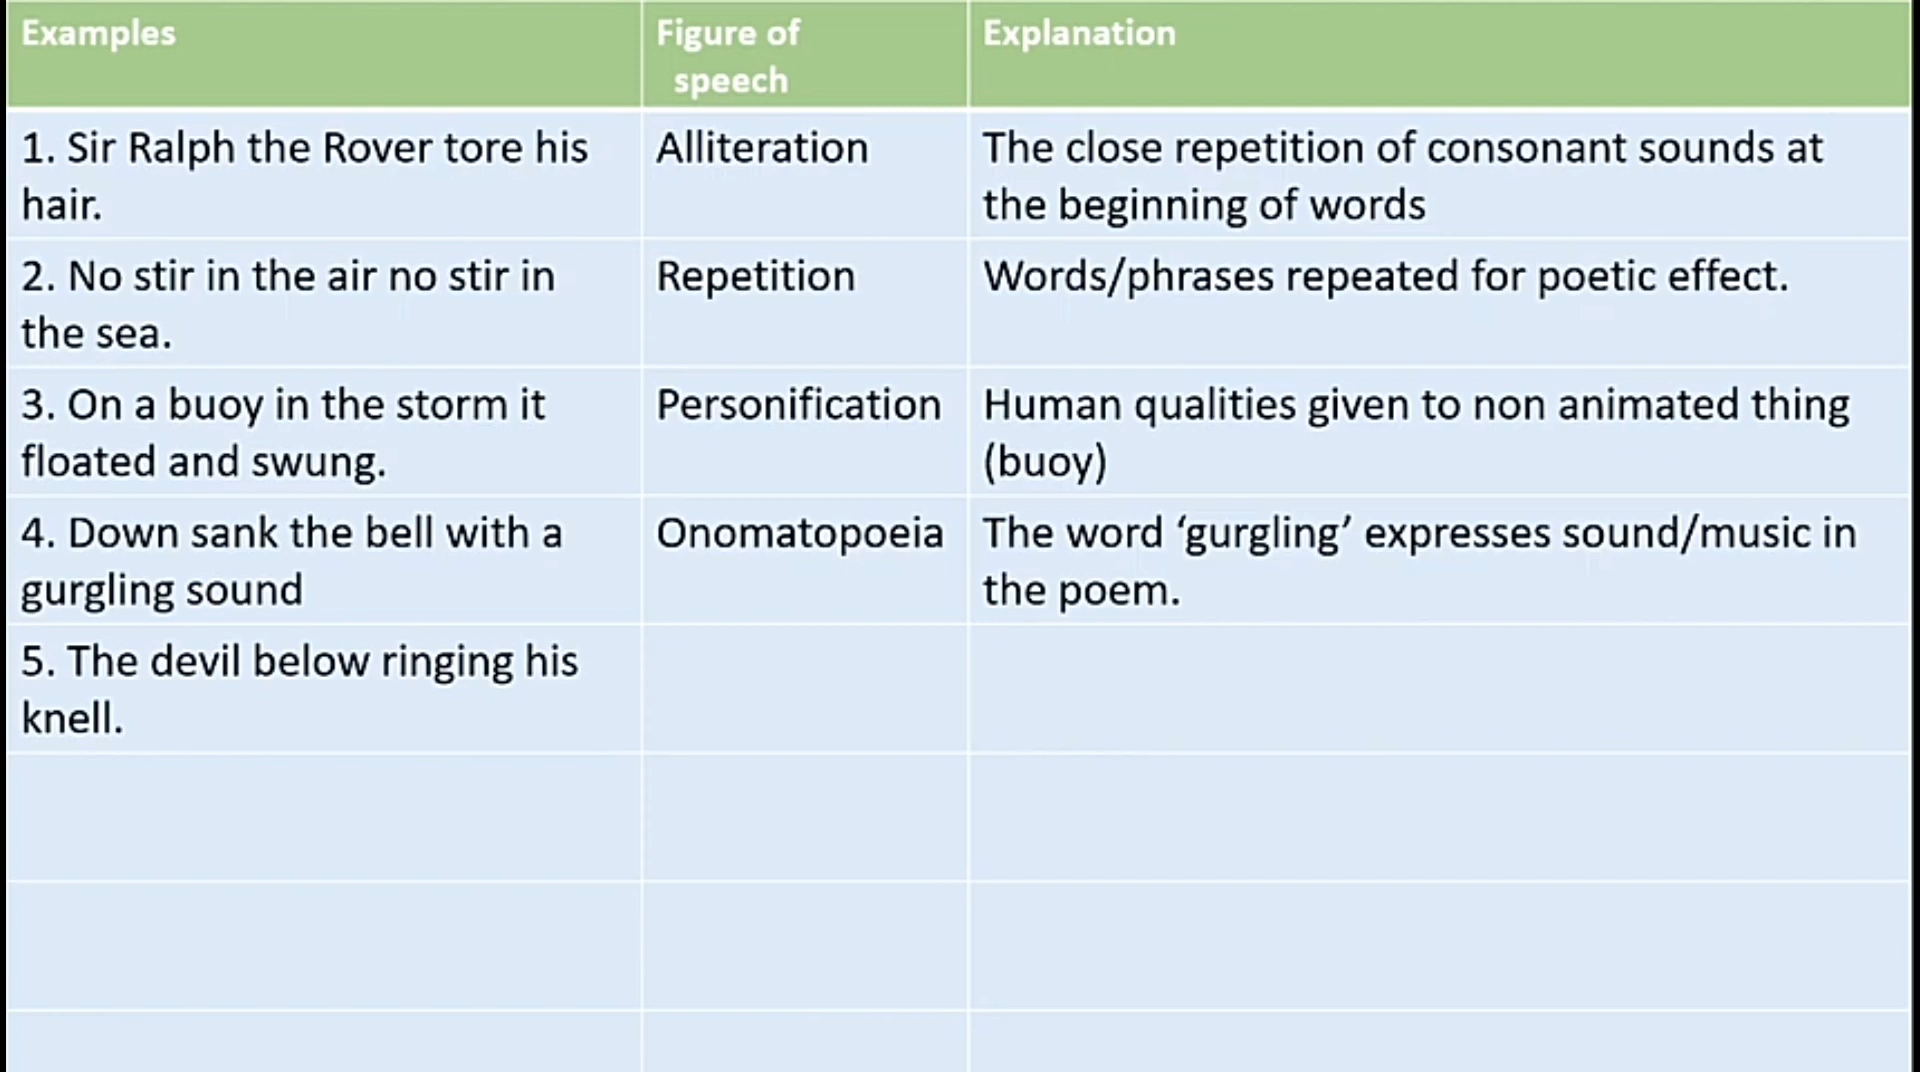 Examples
Figure of
speech
Explanation
1. Sir Ralph the Rover tore his
hair.
Alliteration
The close repetition of consonant sounds at
the beginning of words
2. No stir in the air no stir in
the sea.
Repetition
Words/phrases repeated for poetic effect.
3. On a buoy in the storm it
floated and swung.
Personification
Human qualities given to non animated thing
(buoy)
4. Down sank the bell with a
gurgling sound
Onomatopoeia
The word ‘gurgling’ expresses sound/music in
the poem.
5. The devil below ringing his
knell.